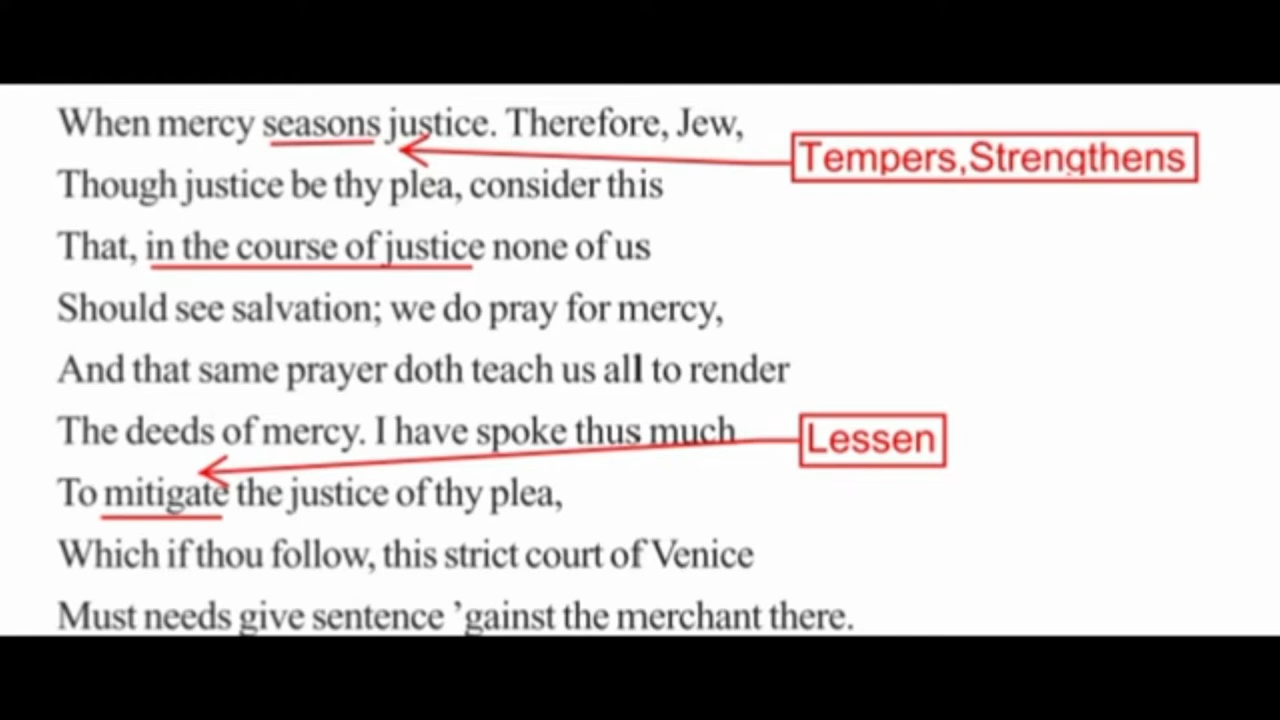 When mercy seasons justice. Therefore, Jew,
Tempers,Strengthens
Though justice be thy plea, consider this
That, in the course of justice none of us
Should see salvation; we do pray for mercy,
And that same prayer doth teach us all to render
The deeds of mercy. I have spoke thus much
Lessen
To mitigate the justice of thy plea,
Which if thou follow, this strict court of Venice
Must needs give sentence ’gainst the merchant there.